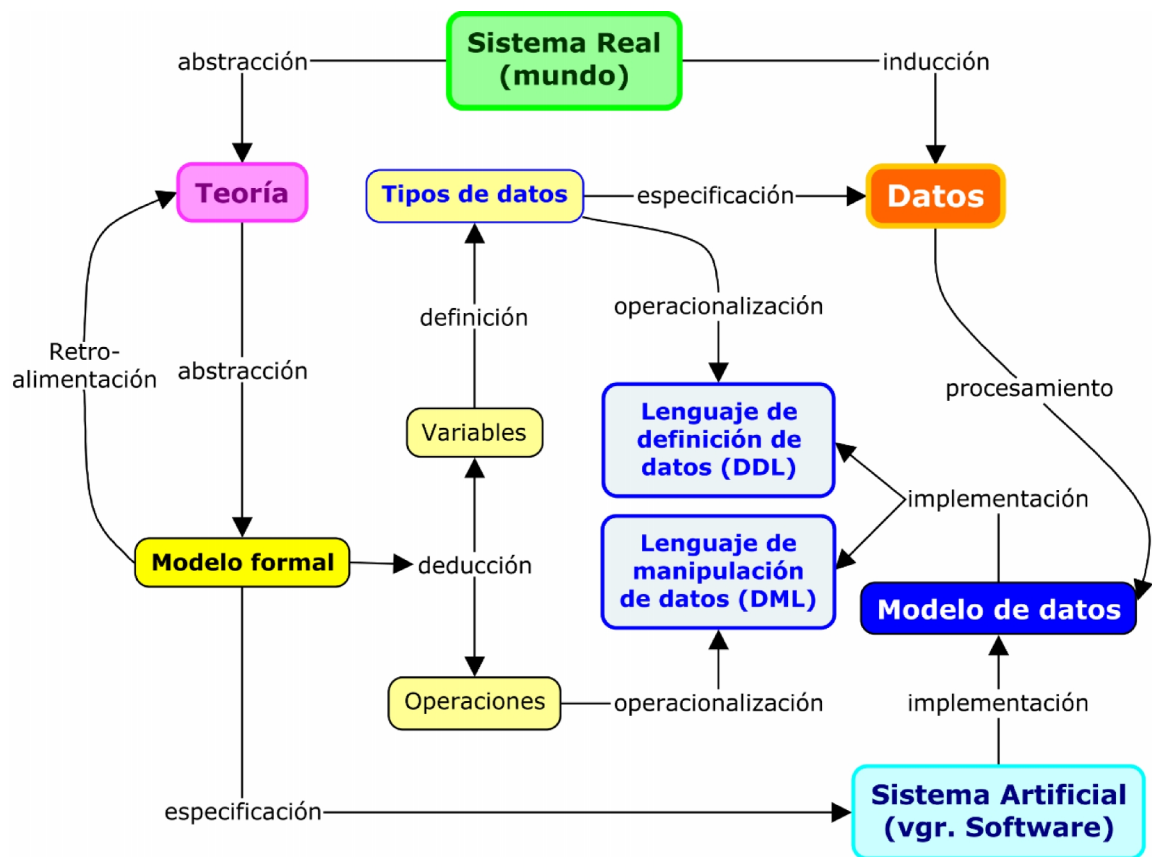 Sistema Real
(mundo)
abstracción
inducción
Teoría
Tipos de datos
especificación
Datos
definición
operacionalización
Retro-
alimentación
abstracción
procesamiento
Variables
Lenguaje de
definición de
datos (DDL)
implementación
Modelo formal
deducción
Lenguaje de
manipulación
de datos (DML)
Modelo de datos
Operaciones
operacionalización
implementación
especificación
Sistema Artificial
(vgr. Software)